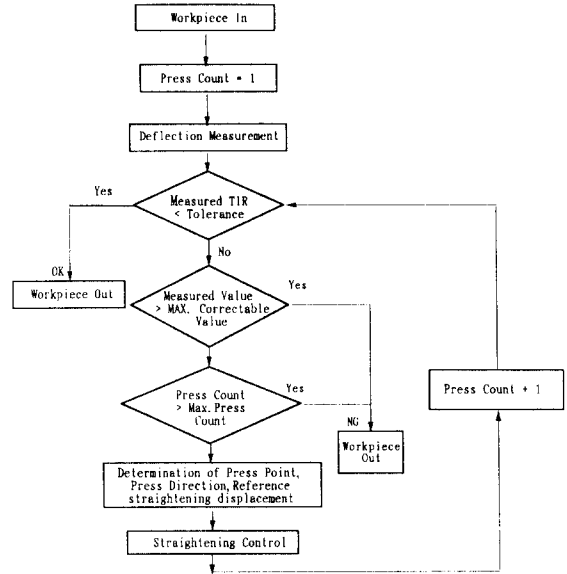 Workpiece In
Press Count = 1
Deflection Measurement
Yes
Measured TIR
< Tolerance
No
OK
Workpiece Out
Measured Value
> MAX. Correctable
Value
Yes
Press Count
> Max. Press
Count
Yes
Press Count + 1
NG
Workpiece
Out
Determination of Press Point,
Press Direction, Reference
straightening displacement
Straightening Control